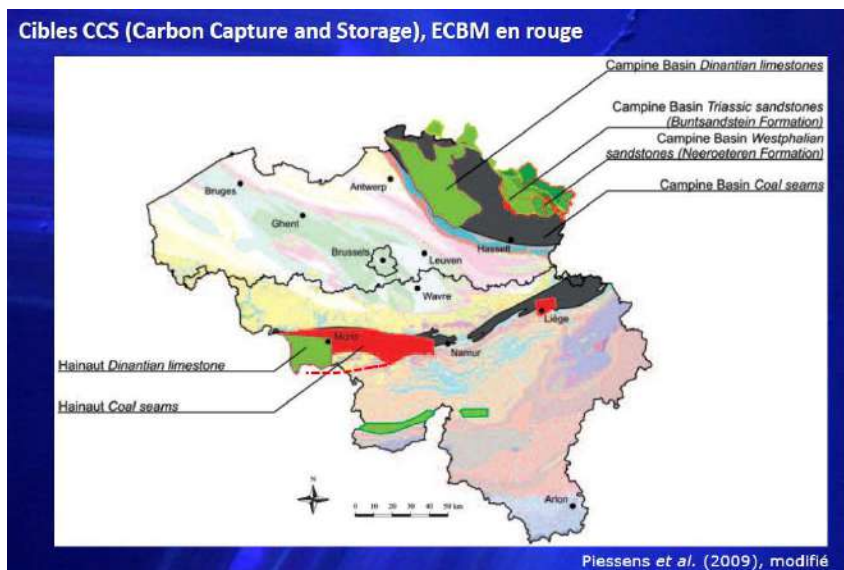 Cibles CCS (Carbon Capture and Storage), ECBM en rouge
Campine Basin Dinantian limestones
Campine Basin Triassic sandstones
(Buntsandstein Formation)
Campine Basin Westphalian
sandstones (Neeroeteren Formation)
Campine Basin Coal seams
Antwerp
Bruges
Ghent
Brussels
Leuven
Hasselt
Wavre
Liège
Mons
Namur
Hainaut Dinantian limestone
Hainaut Coal seams
Arlon
N
0 10 20 30 40 50 km
Piessens et al. (2009), modifié